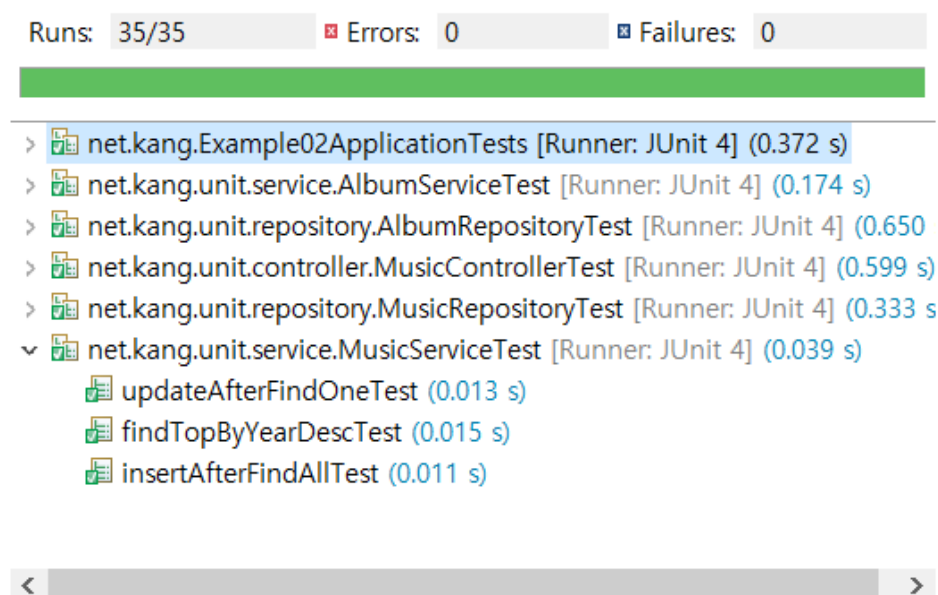 Runs: 35/35 Errors: 0 Failures: 0
net.kang.Example02ApplicationTests [Runner: JUnit 4] (0.372 s)
net.kang.unit.service.AlbumServiceTest [Runner: JUnit 4] (0.174 s)
net.kang.unit.repository.AlbumRepositoryTest [Runner: JUnit 4] (0.650
net.kang.unit.controller.MusicControllerTest [Runner: JUnit 4] (0.599 s)
net.kang.unit.repository.MusicRepositoryTest [Runner: JUnit 4] (0.333 s
net.kang.unit.service.MusicServiceTest [Runner: JUnit 4] (0.039 s)
updateAfterFindOneTest (0.013 s)
findTopByYearDescTest (0.015 s)
insertAfterFindAllTest (0.011 s)